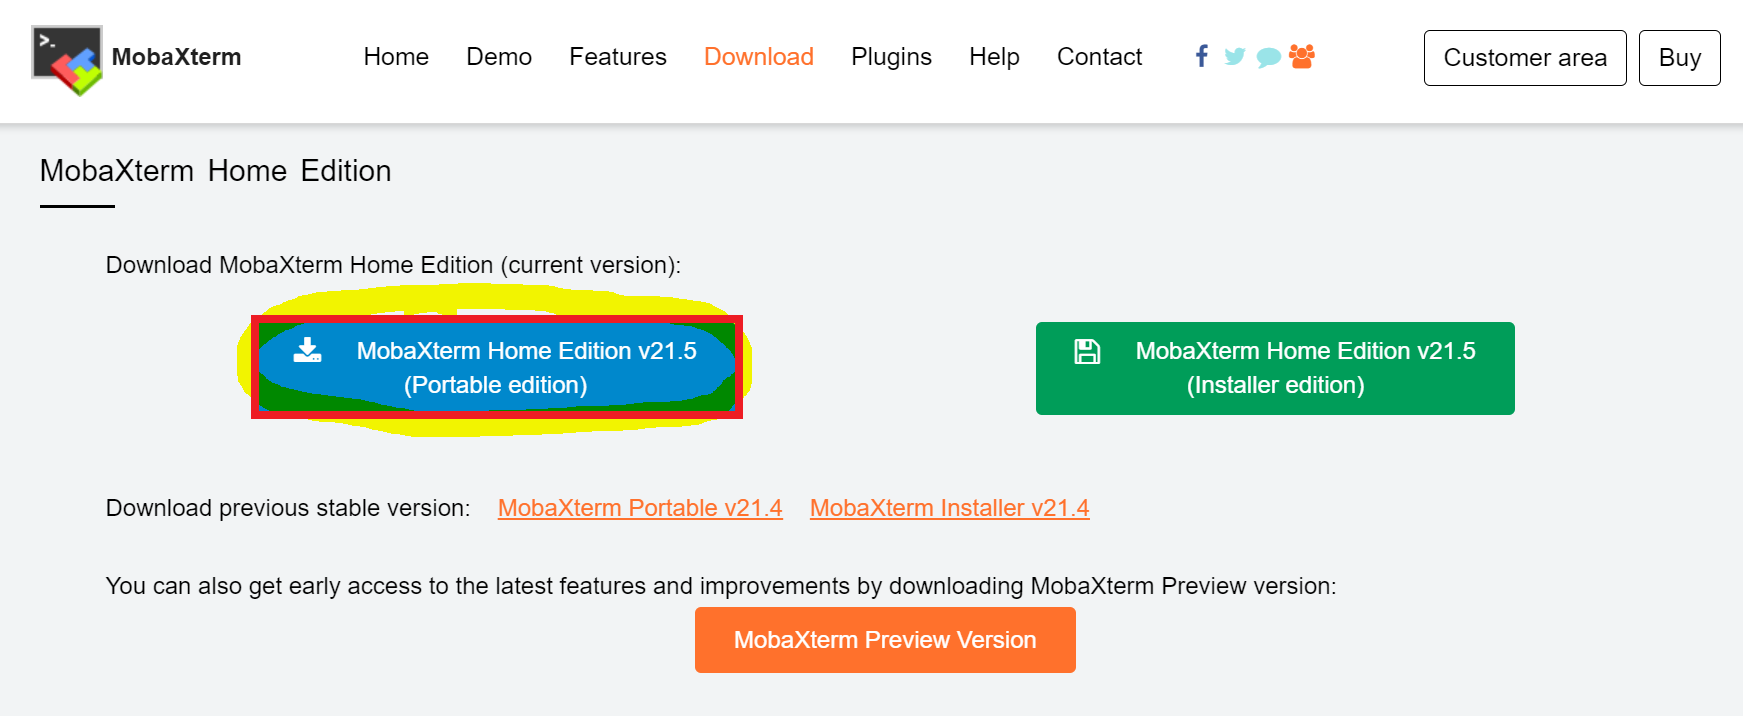 >_
MobaXterm
Home Demo Features Download Plugins Help Contact
Customer area
Buy
MobaXterm Home Edition
Download MobaXterm Home Edition (current version):
MobaXterm Home Edition v21.5
(Portable edition)
MobaXterm Home Edition v21.5
(Installer edition)
Download previous stable version: MobaXterm Portable v21.4 MobaXterm Installer v21.4
You can also get early access to the latest features and improvements by downloading MobaXterm Preview version:
MobaXterm Preview Version